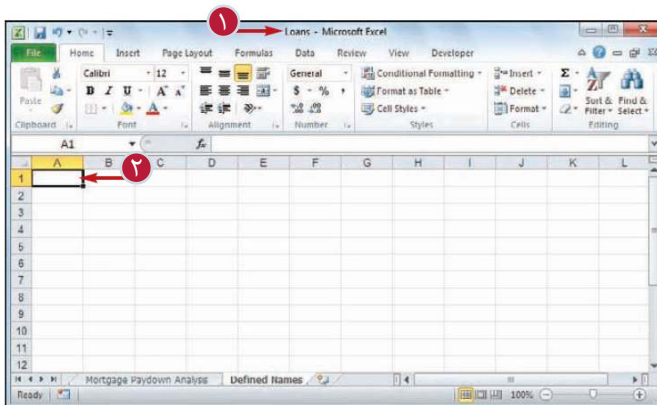 ۱
Loans - Microsoft Excel
File Home Insert Page Layout Formulas Data Review View Developer
Calibri 12 General Conditional Formatting Insert Σ
Paste B I U A A $ % , Format as Table Delete Sort & Find &
A Cell Styles Format Filter Select
Clipboard Font Alignment Number Styles Cells Editing
A1 fx
۲
A B C D E F G H I J K L
1
2
3
4
5
6
7
8
9
10
11
12
Mortgage Paydown Analysis Defined Names
Ready 100%